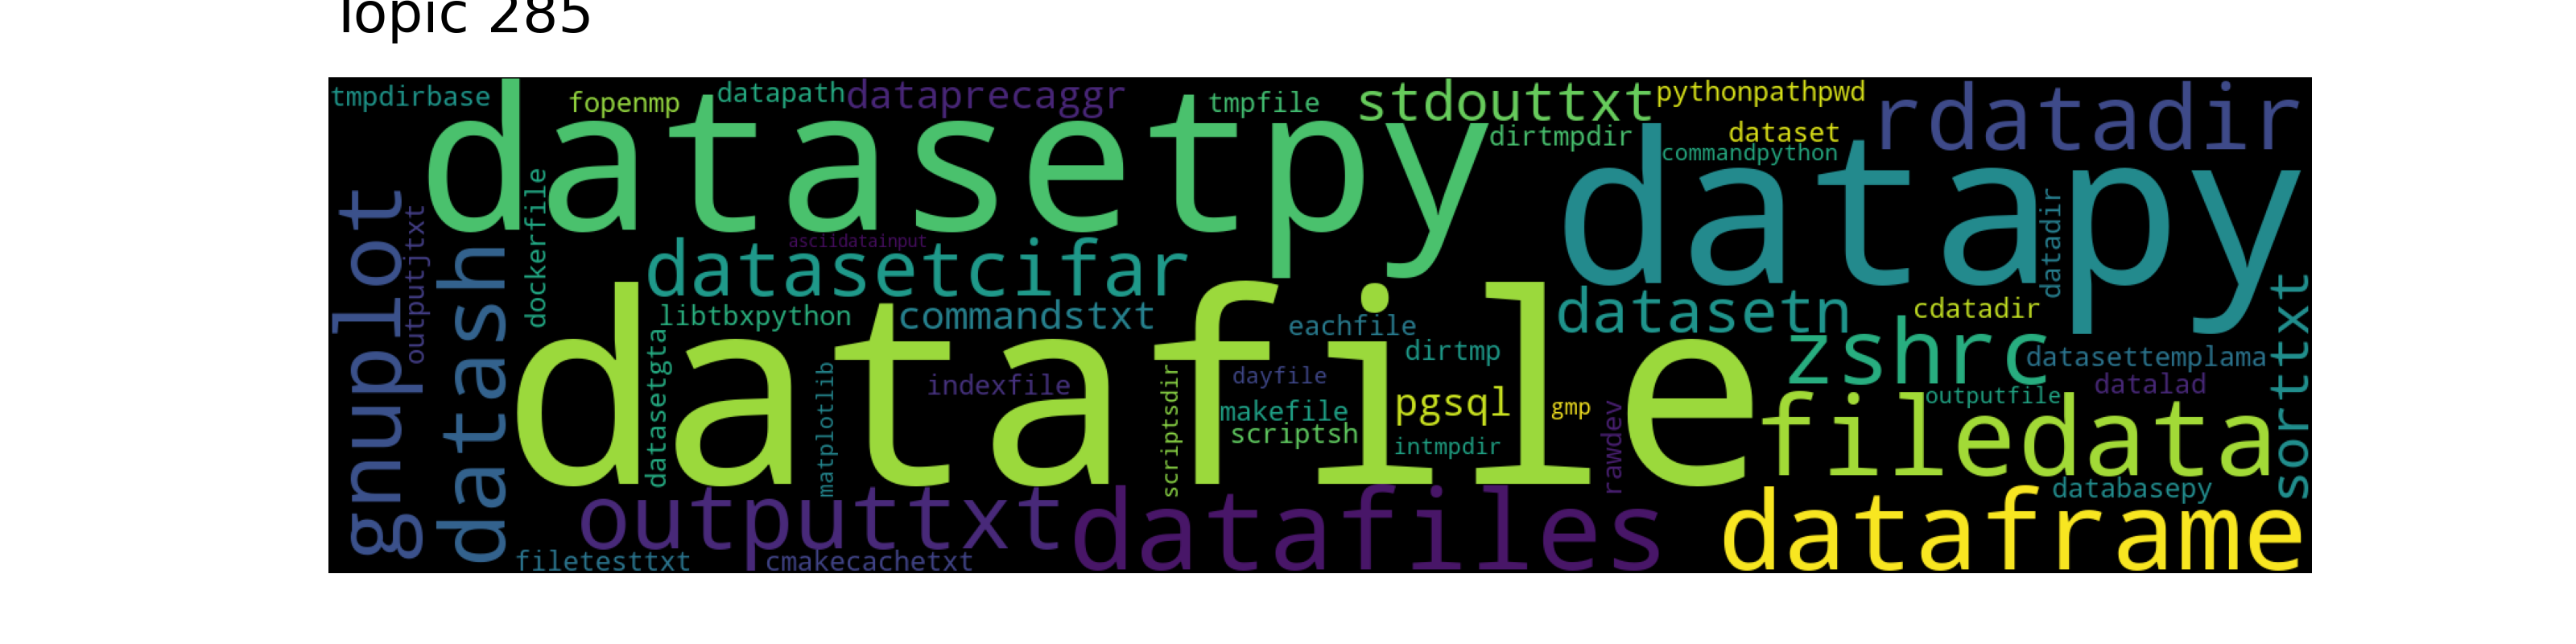 Topic 285
tmpdirbase
fopenmp
datapath
dataprecaggr
tmpfile
stdouttxt
pythonpathpwd
rdatadir
datasetpy
dirtmpdir
dataset
commandpython
datapy
gnuplot
outputjtxt
datash
dockerfile
asciidatainput
datasetcifar
datadir
libtbxpython
commandstxt
eachfile
datasetn
cdatadir
sorttxt
datafile
zshrc
datasettemplama
dirtmp
datasetgta
matplotlib
indexfile
scriptsdir
dayfile
makefile
pgsql
gmp
rawdev
datalad
outputfile
scriptsh
intmpdir
filedata
databasepy
outputtxt
datafiles
dataframe
filetesttxt
cmakecachetxt